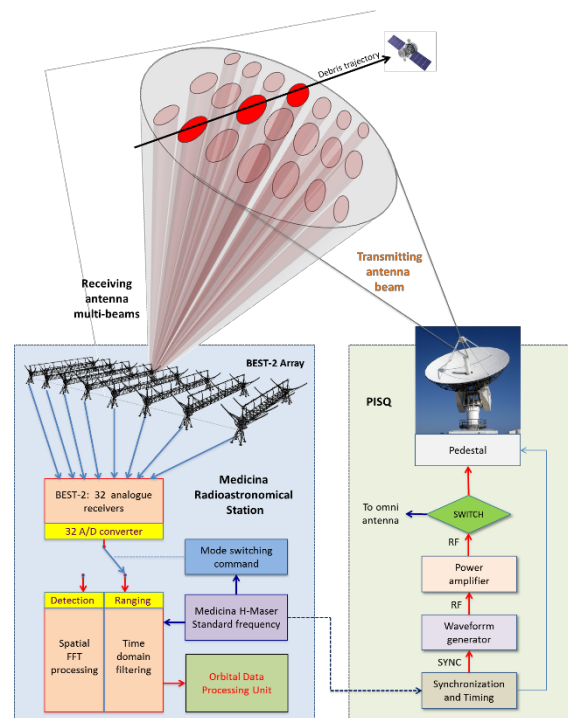 Debris trajectory
Transmitting
antenna
beam
Receiving
antenna
multi-beams
BEST-2 Array
PISQ
Pedestal
BEST-2: 32 analogue
receivers
32 A/D converter
Medicina
Radioastronomical
Station
To omni
antenna
SWITCH
RF
Mode switching
command
Power
amplifier
RF
Detection
Ranging
Medicina H-Maser
Standard frequency
Waveforrm
generator
Spatial
FFT
processing
Time
domain
filtering
SYNC
Orbital Data
Processing Unit
Synchronization
and Timing